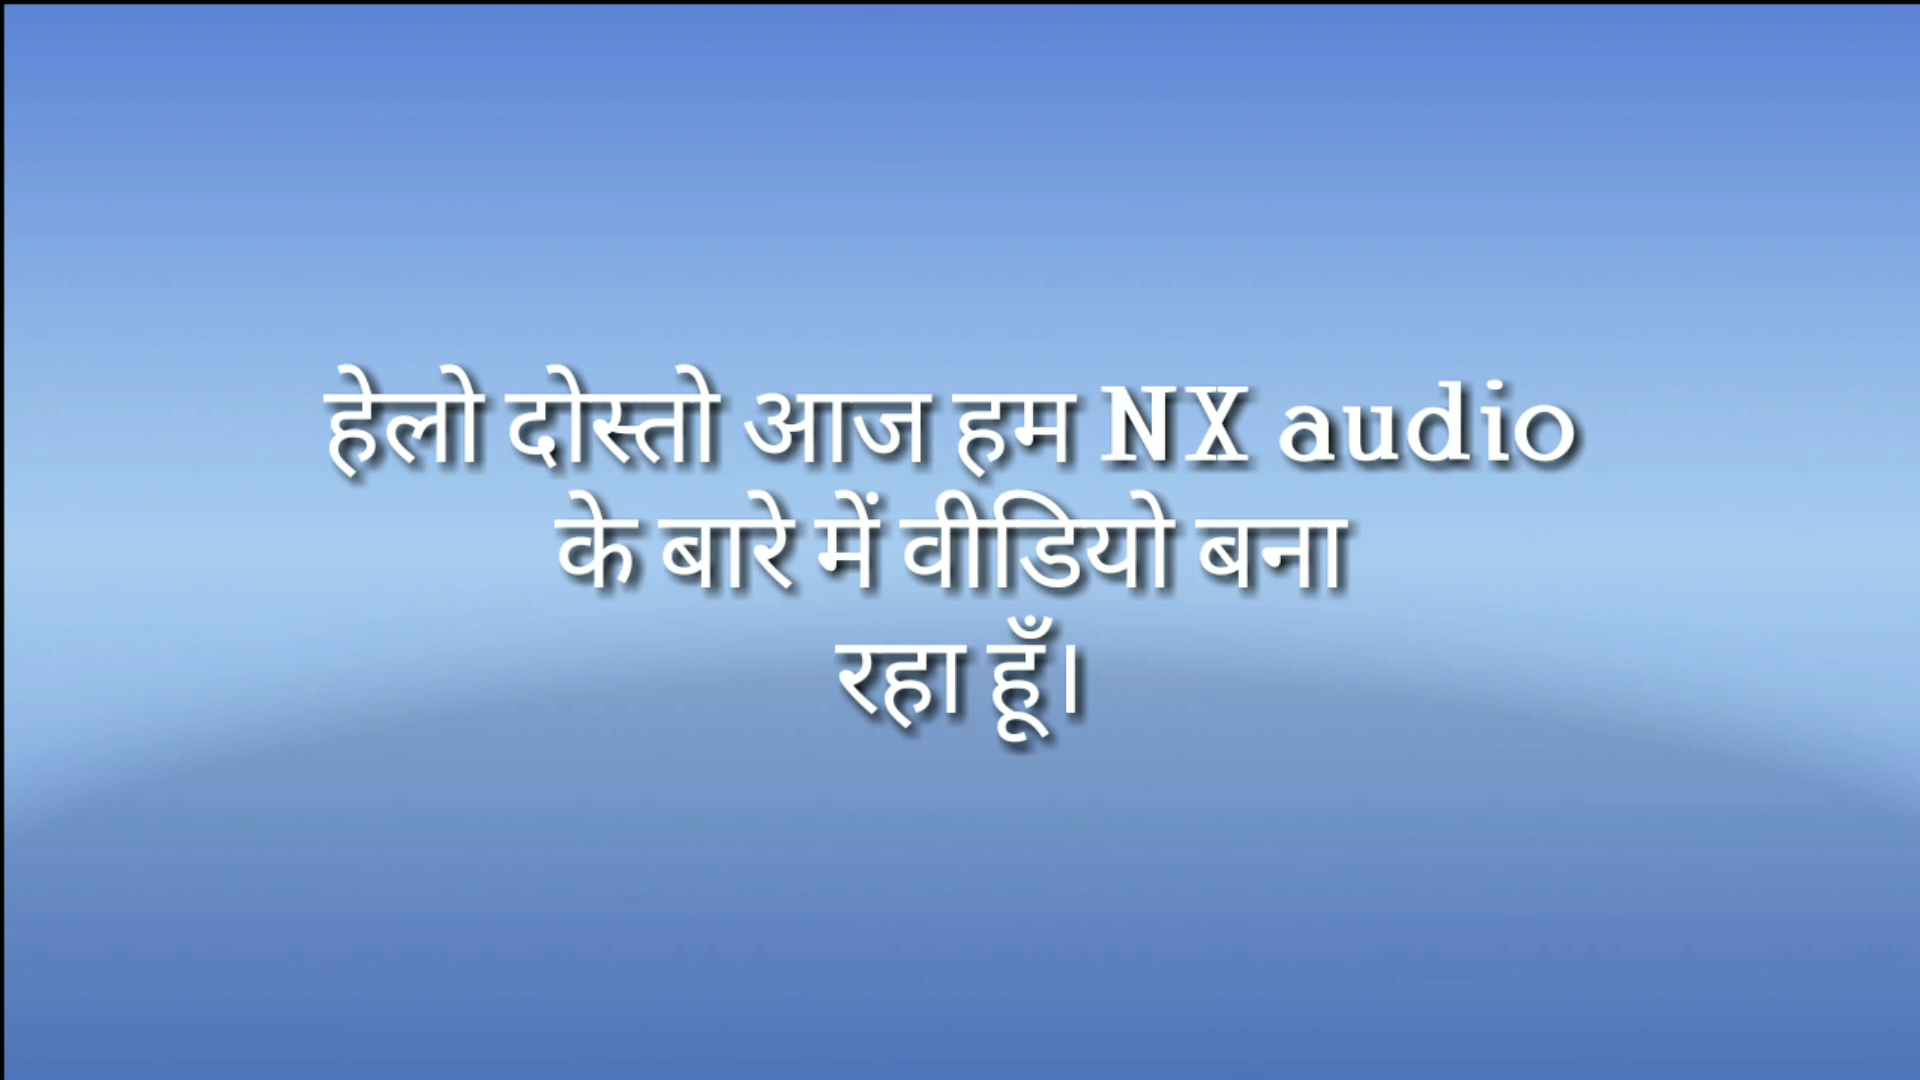 हेलो दोस्तो आज हम NX audio
के बारे में वीडियो बना
रहा हूँ।